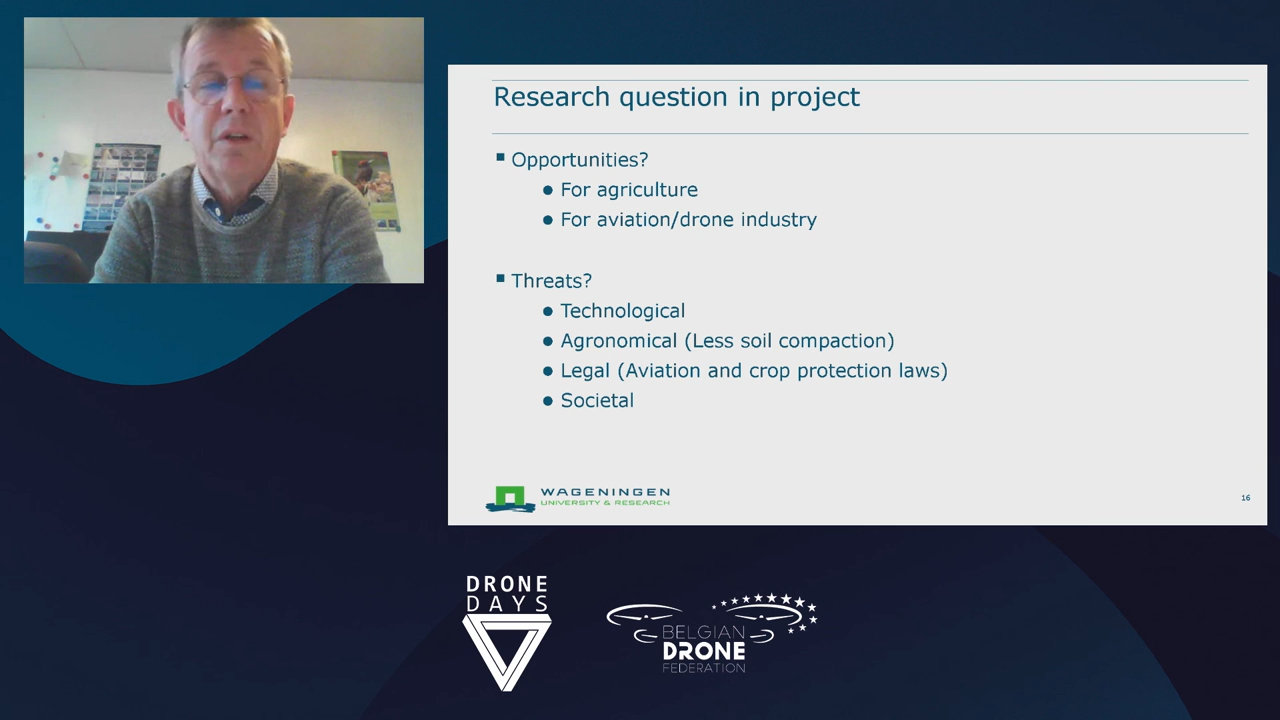 Research question in project
▪ Opportunities?
● For agriculture
● For aviation/drone industry
▪ Threats?
● Technological
● Agronomical (Less soil compaction)
● Legal (Aviation and crop protection laws)
● Societal
WAGENINGEN
UNIVERSITY & RESEARCH
16
DRONE
DAYS
BELGIAN
DRONE
FEDERATION